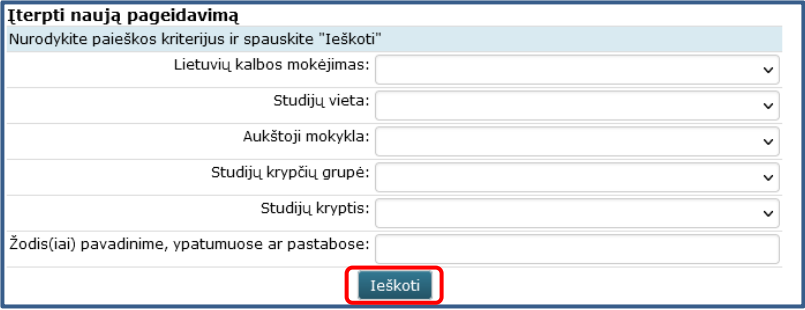 Įterpti naują pageidavimą
Nurodykite paieškos kriterijus ir spauskite "Ieškoti"
Lietuvių kalbos mokėjimas:
Studijų vieta:
Aukštoji mokykla:
Studijų krypčių grupė:
Studijų kryptis:
Žodis(iai) pavadinime, ypatumuose ar pastabose:
Ieškoti